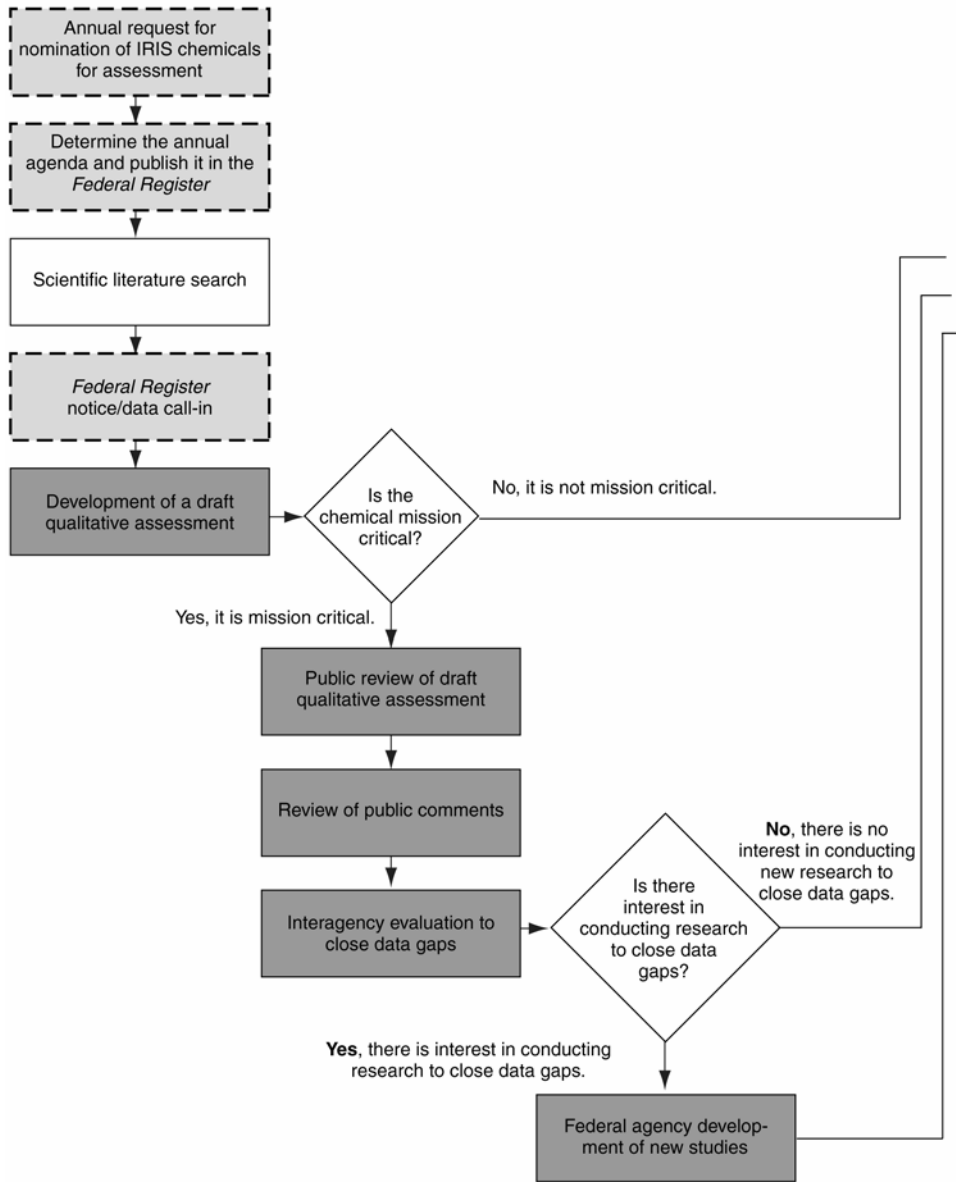 Annual request for
nomination of IRIS chemicals
for assessment
Determine the annual
agenda and publish it in the
Federal Register
Scientific literature search
Federal Register
notice/data call-in
Development of a draft
qualitative assessment
Is the
chemical mission
critical?
No, it is not mission critical.
Yes, it is mission critical.
Public review of draft
qualitative assessment
Review of public comments
Interagency evaluation to
close data gaps
Is there
interest in
conducting research
to close data
gaps?
No, there is no
interest in conducting
new research to
close data gaps.
Yes, there is interest in conducting
research to close data gaps.
Federal agency develop-
ment of new studies